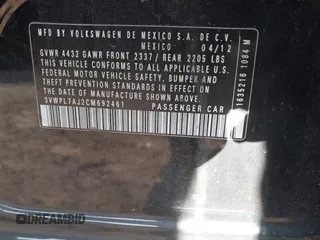 MFD BY VOLKSWAGEN DE MEXICO S.A. DE C.V.
MEXICO 04/12
GVWR 4432 GAWR FRONT 2337 / REAR 2205 LBS
THIS VEHICLE CONFORMS TO ALL APPLICABLE FEDERAL
MOTOR VEHICLE SAFETY, BUMPER AND THEFT
PREVENTION STANDARDS IN EFFECT ON THE DATE OF
MANUFACTURE SHOWN ABOVE.
3VWPL7AJ2CM692461 PASSENGER CAR
1635216 1084 M
DREAMBID